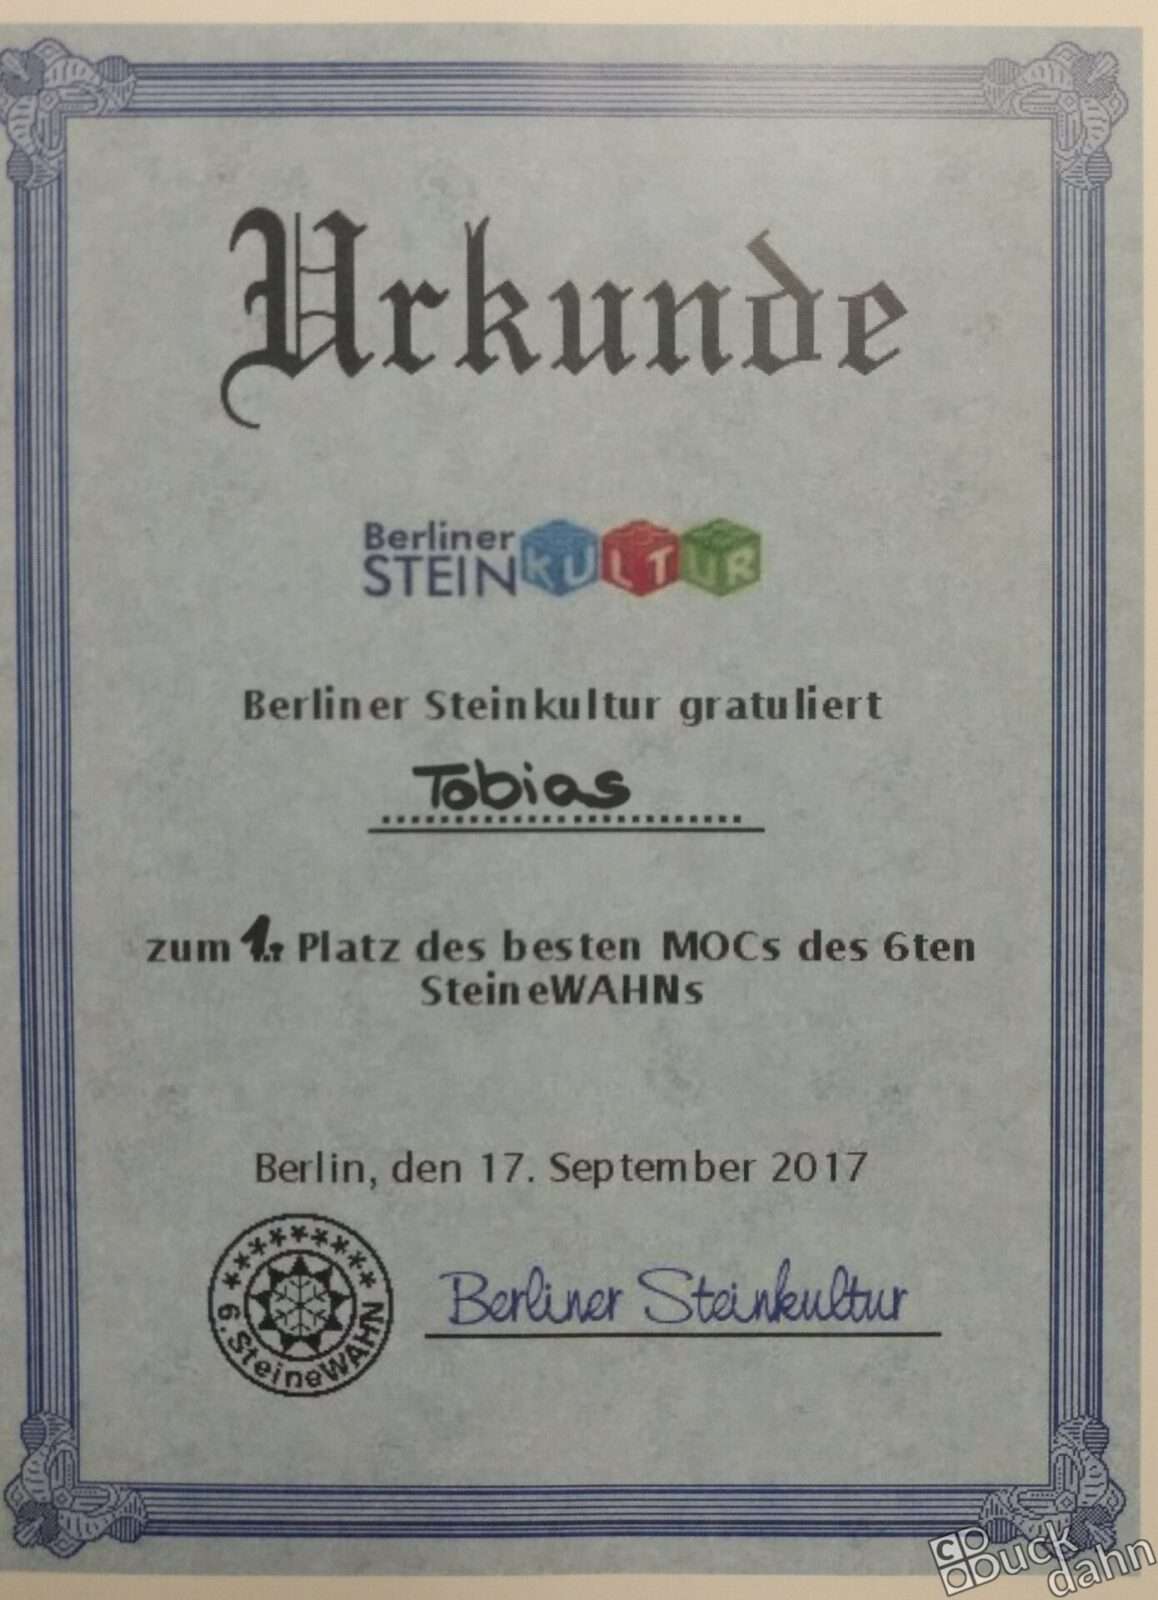 Urkunde
Berliner
STEINKULTUR
Berliner Steinkultur gratuliert
Tobias
zum 1. Platz des besten MOCs des 6ten
SteineWAHNs
Berlin, den 17. September 2017
6.SteineWAHN
Berliner Steinkultur
Buck
dahn